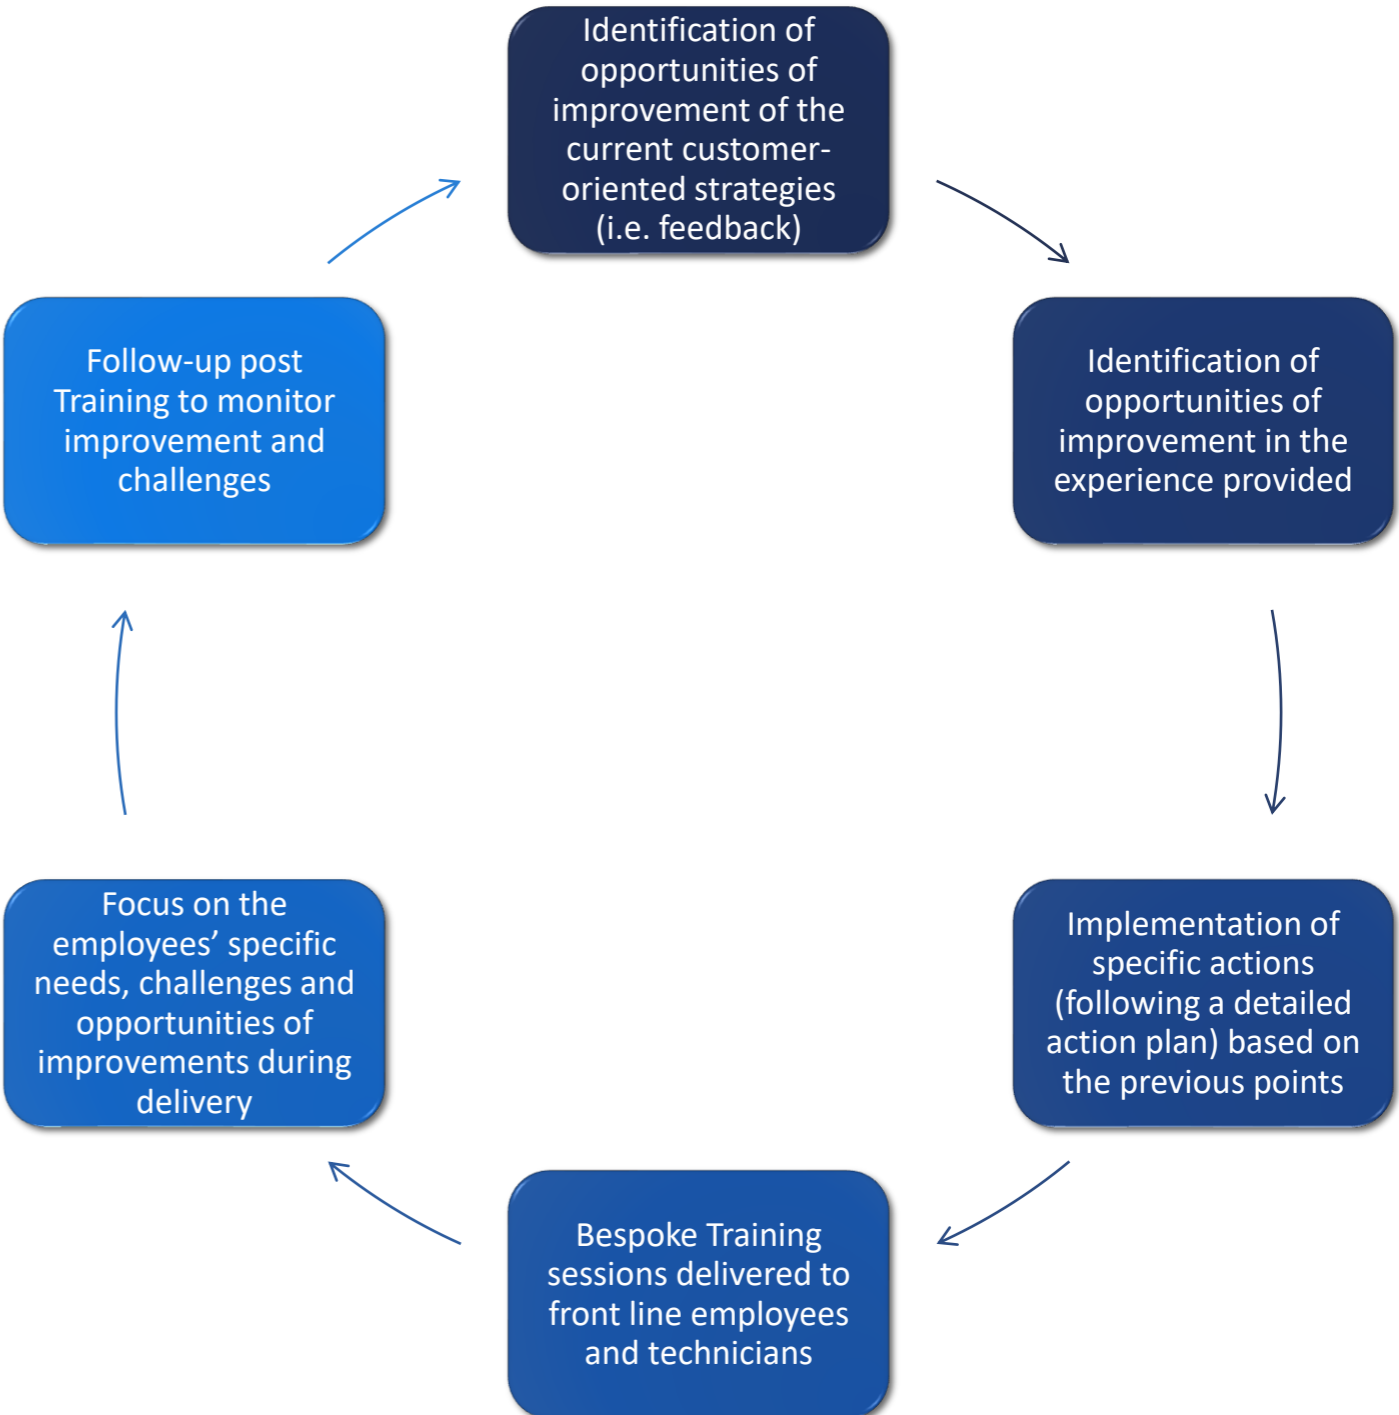 Identification of
opportunities of
improvement of the
current customer-
oriented strategies
(i.e. feedback)
Identification of
opportunities of
improvement in the
experience provided
Implementation of
specific actions
(following a detailed
action plan) based on
the previous points
Bespoke Training
sessions delivered to
front line employees
and technicians
Focus on the
employees’ specific
needs, challenges and
opportunities of
improvements during
delivery
Follow-up post
Training to monitor
improvement and
challenges